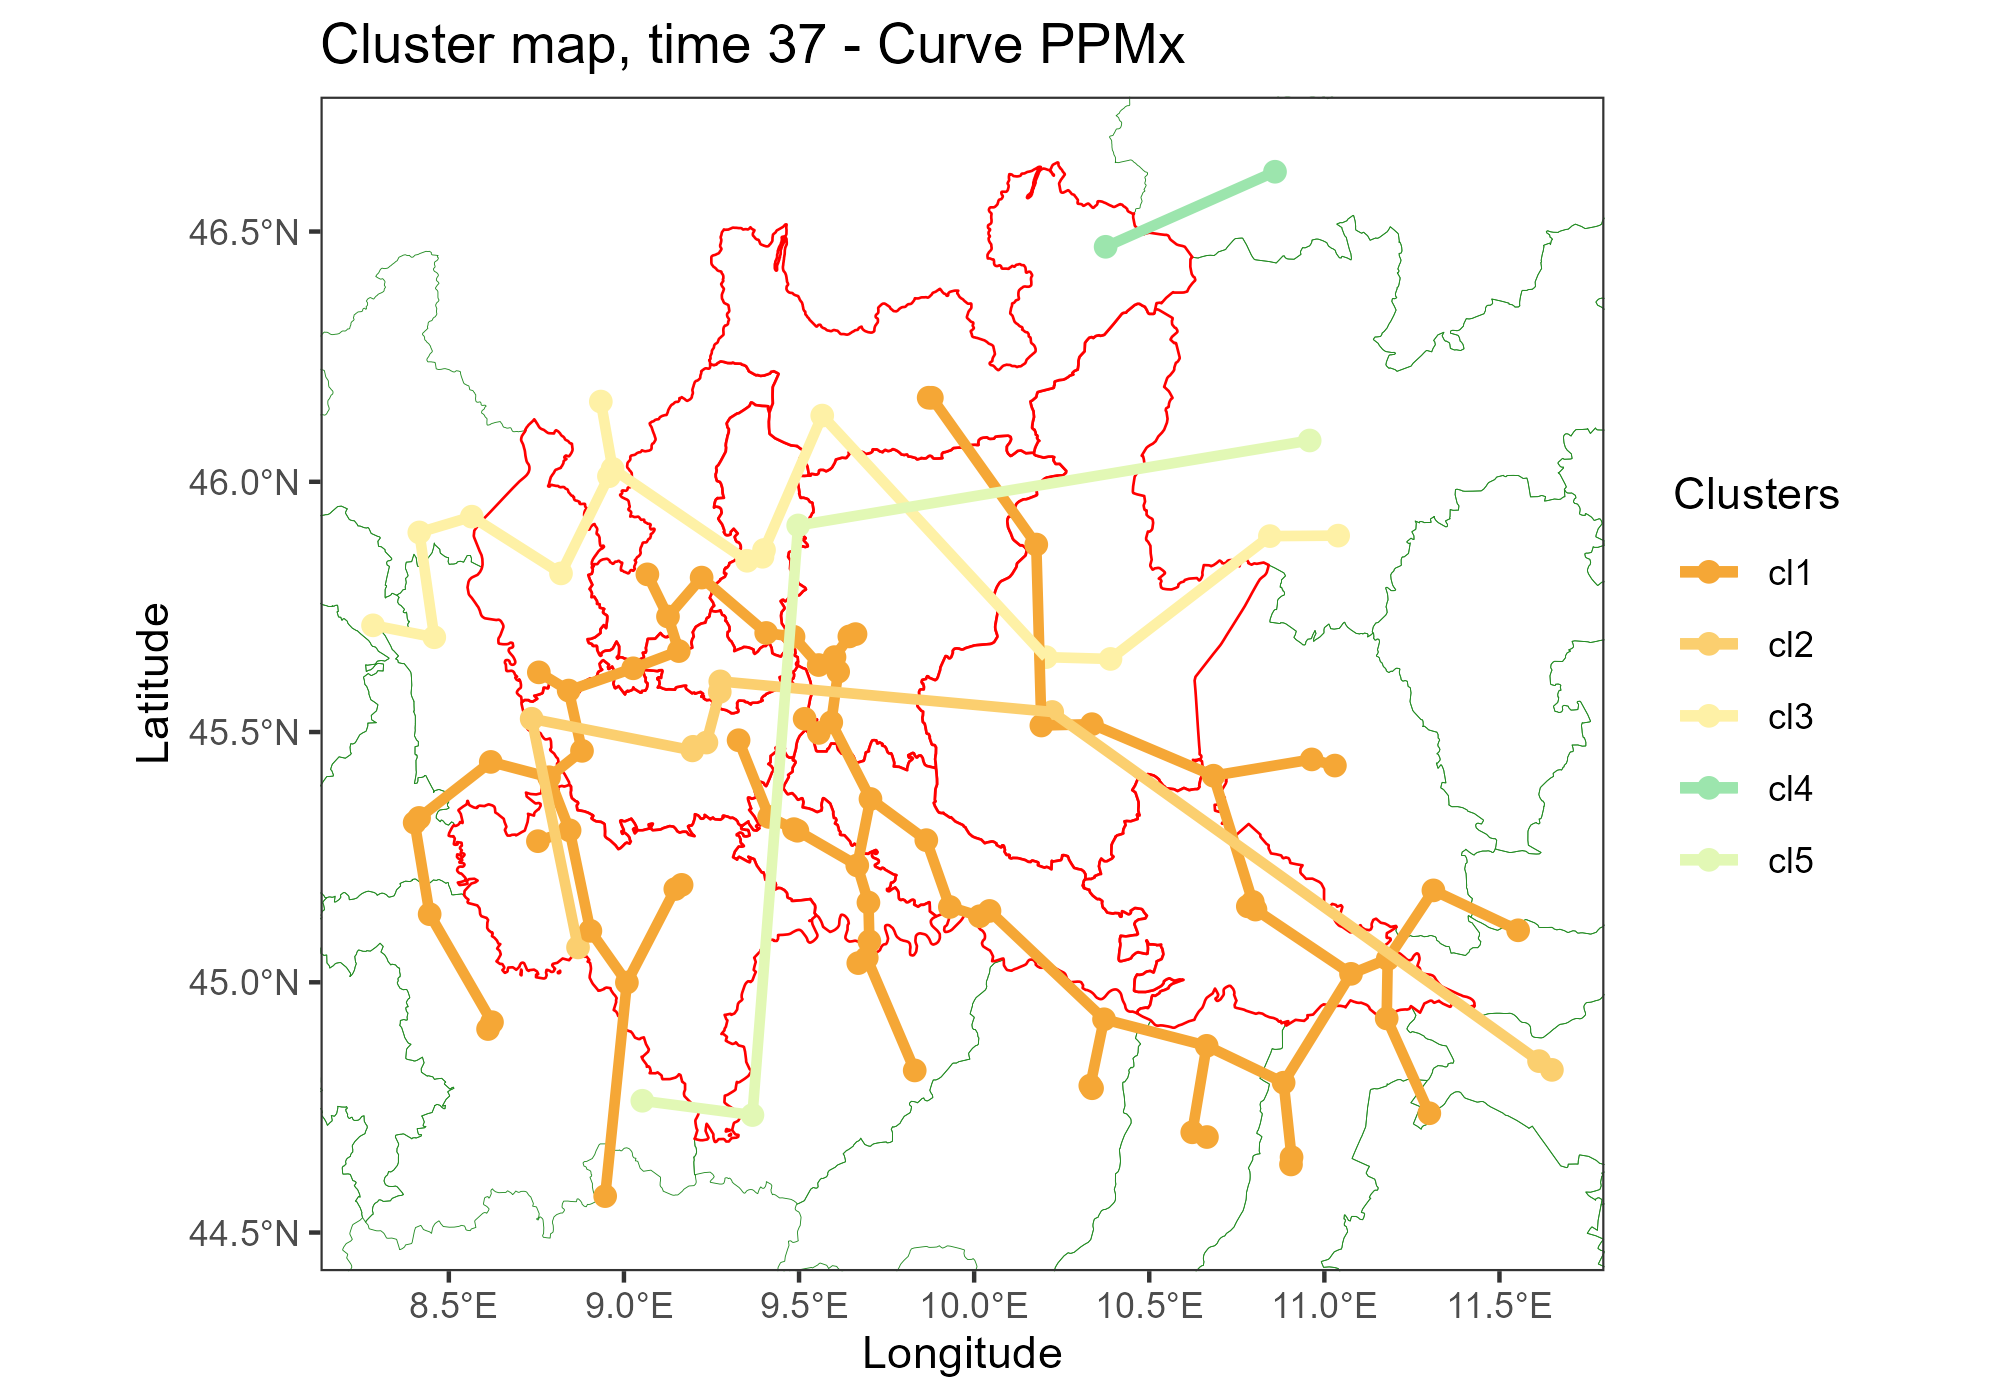 Cluster map, time 37 - Curve PPMx
46.5°N
46.0°N
45.5°N
45.0°N
44.5°N
Latitude
8.5°E
9.0°E
9.5°E
10.0°E
10.5°E
11.0°E
11.5°E
Longitude
Clusters
cl1
cl2
cl3
cl4
cl5